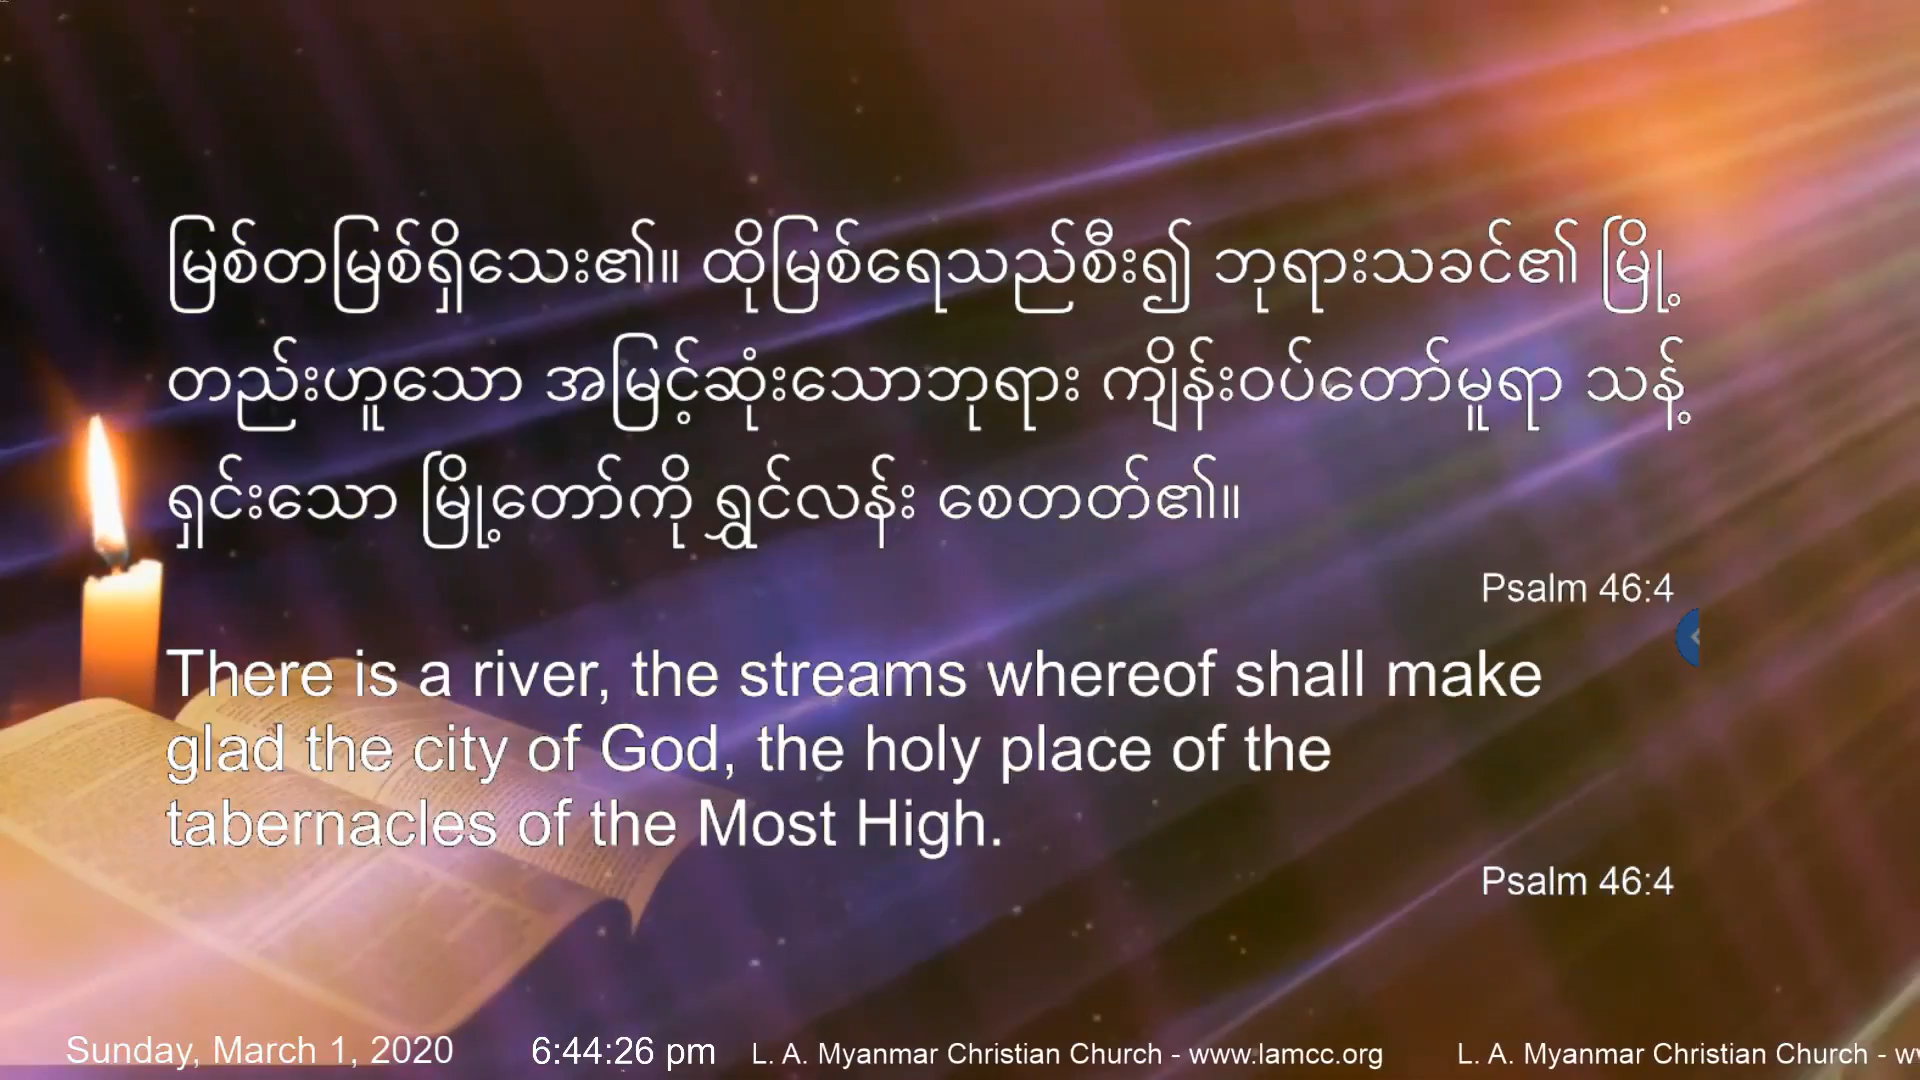 မြစ်တမြစ်ရှိသေး၏။ ထိုမြစ်ရေသည်စီး၍ ဘုရားသခင်၏ မြို့
တည်းဟူသော အမြင့်ဆုံးသောဘုရား ကျိန်းဝပ်တော်မူရာ သန့်
ရှင်းသော မြို့တော်ကို ရွှင်လန်း စေတတ်၏။
Psalm 46:4
There is a river, the streams whereof shall make
glad the city of God, the holy place of the
tabernacles of the Most High.
Psalm 46:4
Sunday, March 1, 2020 6:44:26 pm L. A. Myanmar Christian Church - www.lamcc.org L. A. Myanmar Christian Church - w